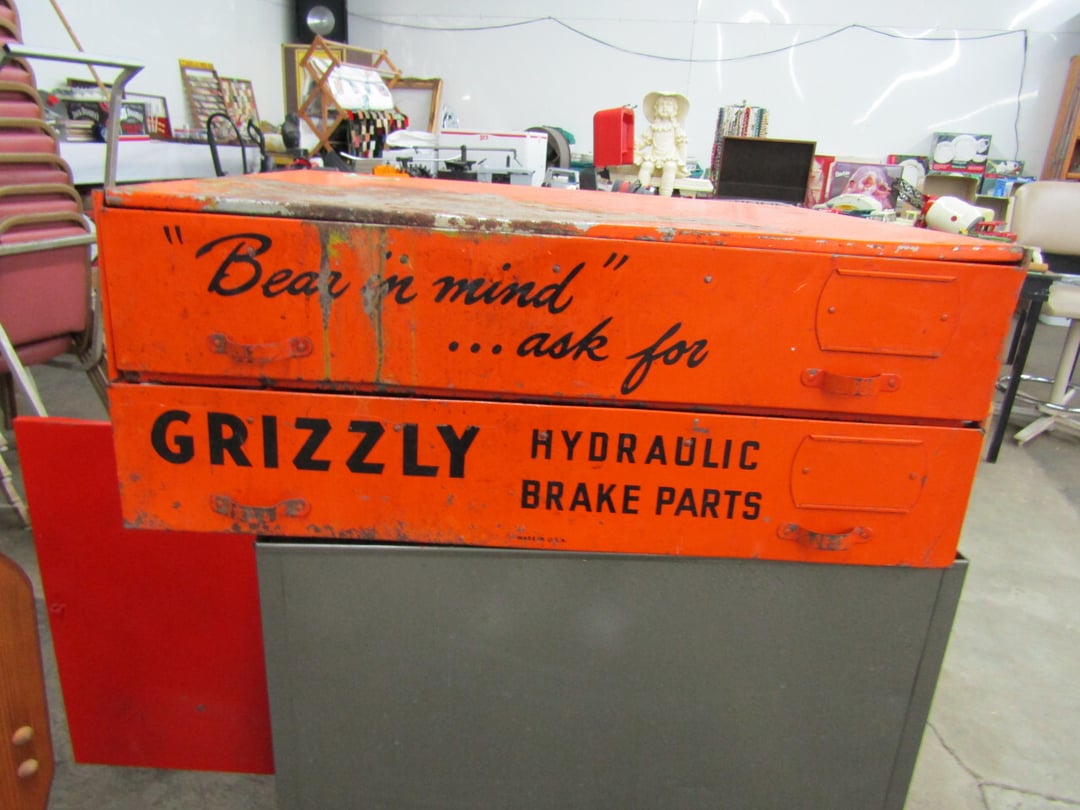 "Bear in mind"
...ask for
GRIZZLY
HYDRAULIC
BRAKE PARTS
MADE IN U.S.A.